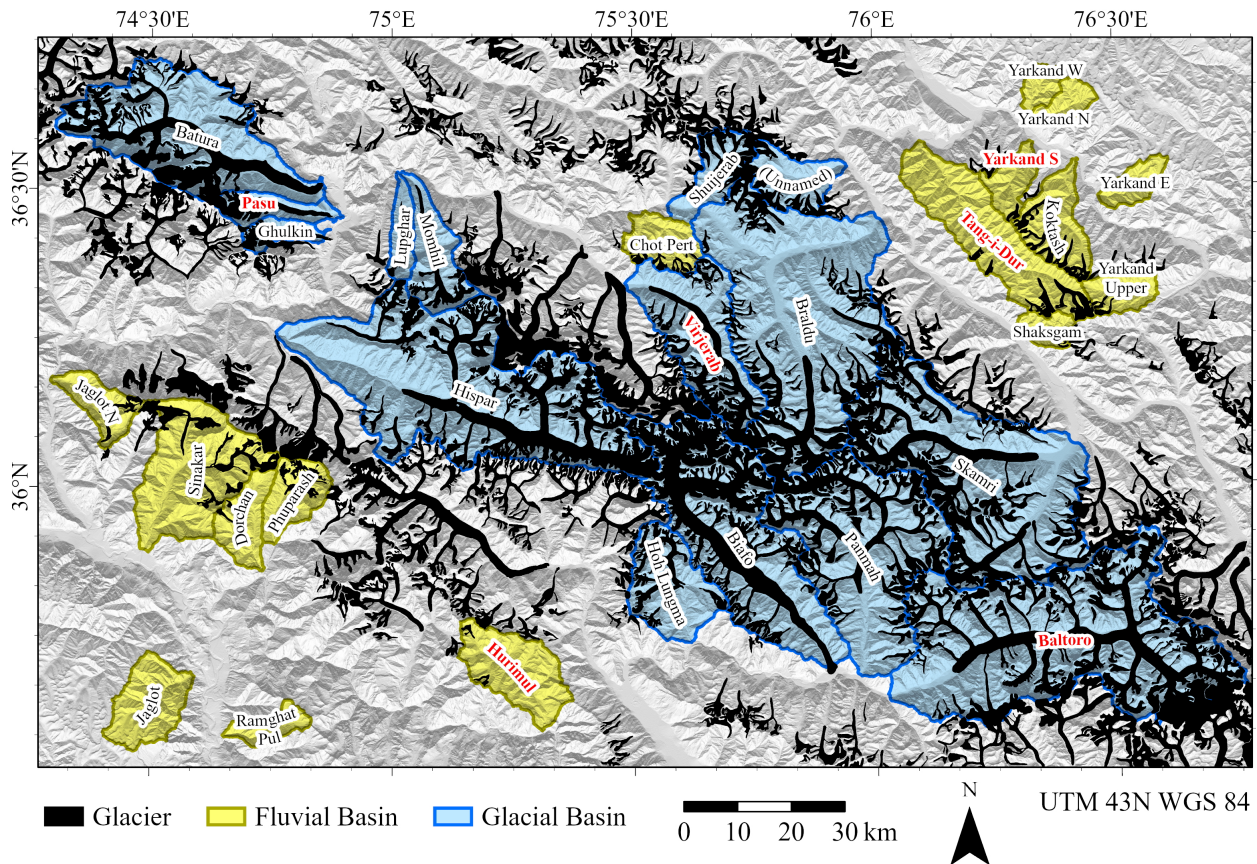 74°30'E 75°E 75°30'E 76°E 76°30'E
36°30'N
36°N
Yarkand W
Yarkand N
Batura
Yarkand S
Shuijerab
(Unnamed)
Yarkand E
Pasu
Ghulkin
Lupghar
Momhil
Chot Pert
Koktash
Tang-i-Dur
Yarkand
Upper
Braldu
Shaksgam
Virjerab
Jaglot N
Hispar
Sinakar
Dorchan
Phuparash
Skamri
Biafo
Panmah
Hoh Lungma
Baltoro
Hurimul
Jaglot
Ramghat
Pul
Glacier Fluvial Basin Glacial Basin
0 10 20 30 km
N
UTM 43N WGS 84